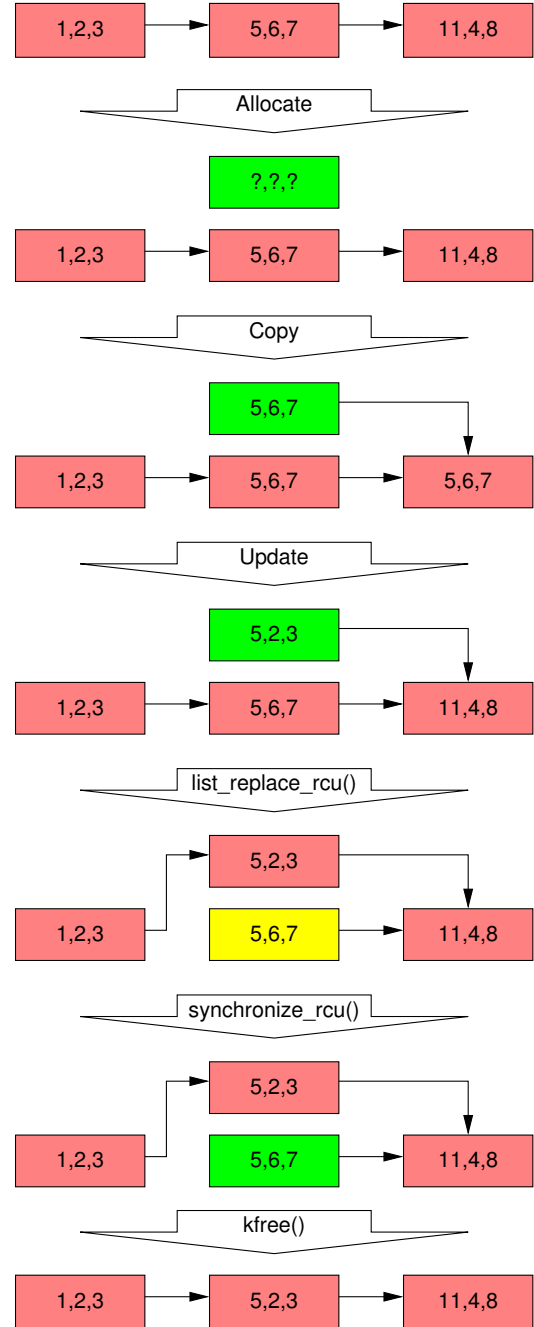 1,2,3 5,6,7 11,4,8
Allocate
?,?,?
1,2,3 5,6,7 11,4,8
Copy
5,6,7
1,2,3 5,6,7 5,6,7
Update
5,2,3
1,2,3 5,6,7 11,4,8
list_replace_rcu()
5,2,3
1,2,3 5,6,7 11,4,8
synchronize_rcu()
5,2,3
1,2,3 5,6,7 11,4,8
kfree()
1,2,3 5,2,3 11,4,8